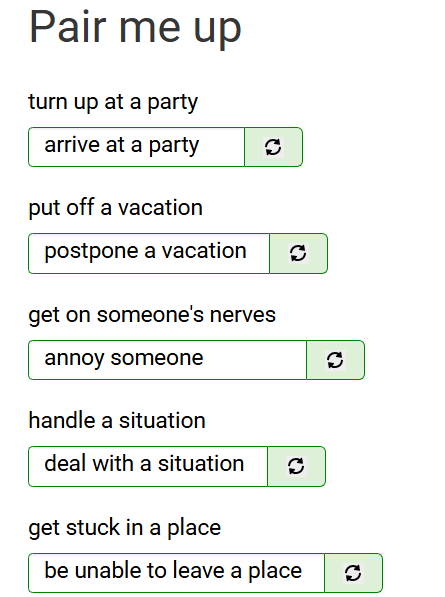 Pair me up
turn up at a party
arrive at a party
put off a vacation
postpone a vacation
get on someone's nerves
annoy someone
handle a situation
deal with a situation
get stuck in a place
be unable to leave a place